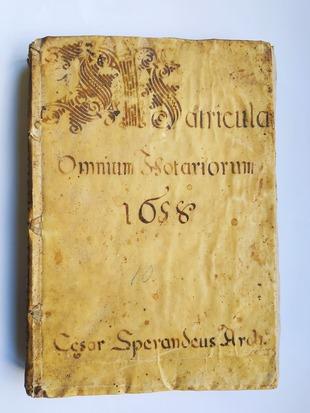 Matricula
Omnium Notariorum
1658
10.
Cesar Sperandeus Arch.